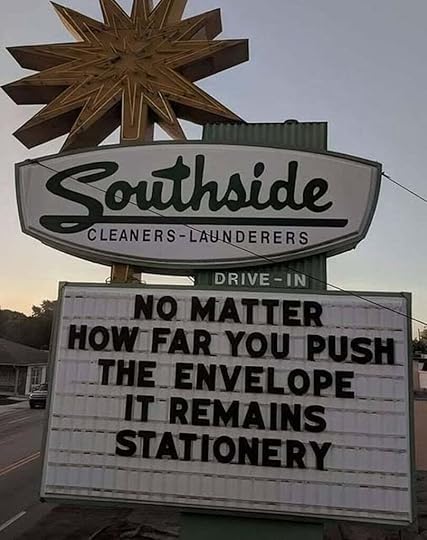 Southside
CLEANERS-LAUNDERERS
DRIVE-IN
NO MATTER
HOW FAR YOU PUSH
THE ENVELOPE
IT REMAINS
STATIONERY